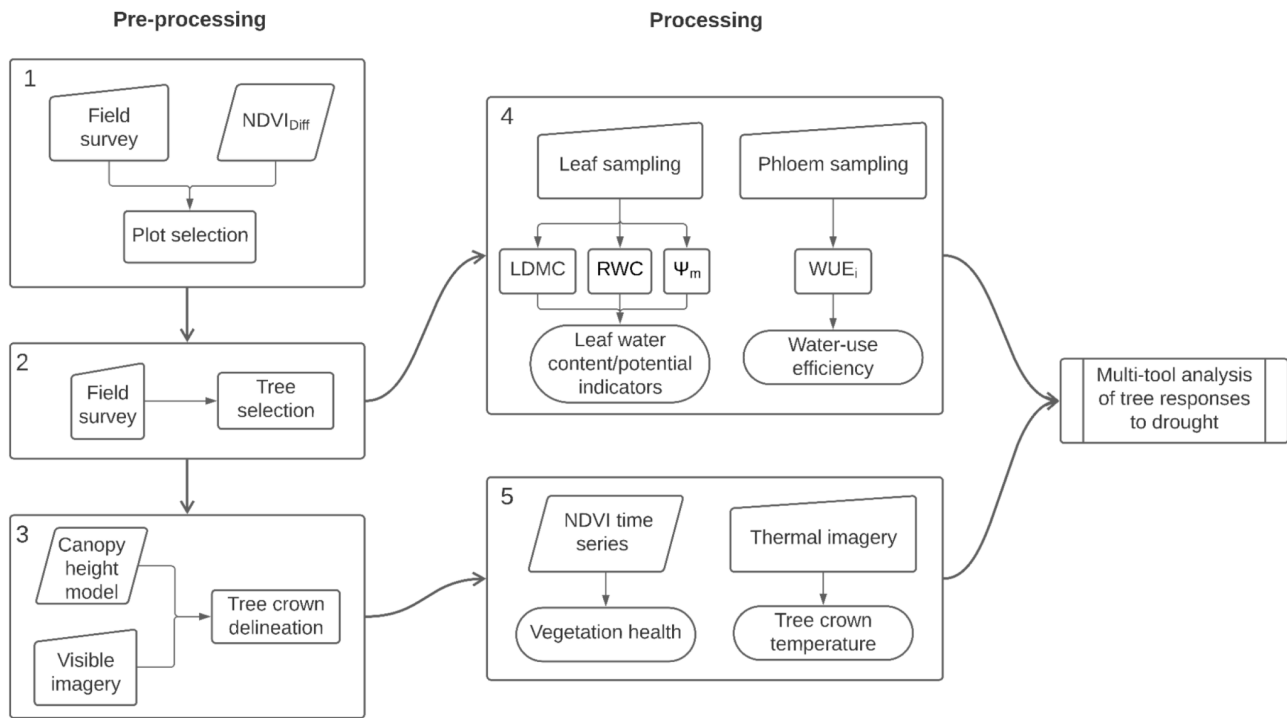 Pre-processing
Processing
1
Field
survey
NDVI_Diff
Plot selection
2
Field
survey
Tree
selection
3
Canopy
height
model
Visible
imagery
Tree crown
delineation
4
Leaf sampling
Phloem sampling
LDMC
RWC
Ψ_m
WUE_i
Leaf water
content/potential
indicators
Water-use
efficiency
5
NDVI time
series
Thermal imagery
Vegetation health
Tree crown
temperature
Multi-tool analysis
of tree responses
to drought